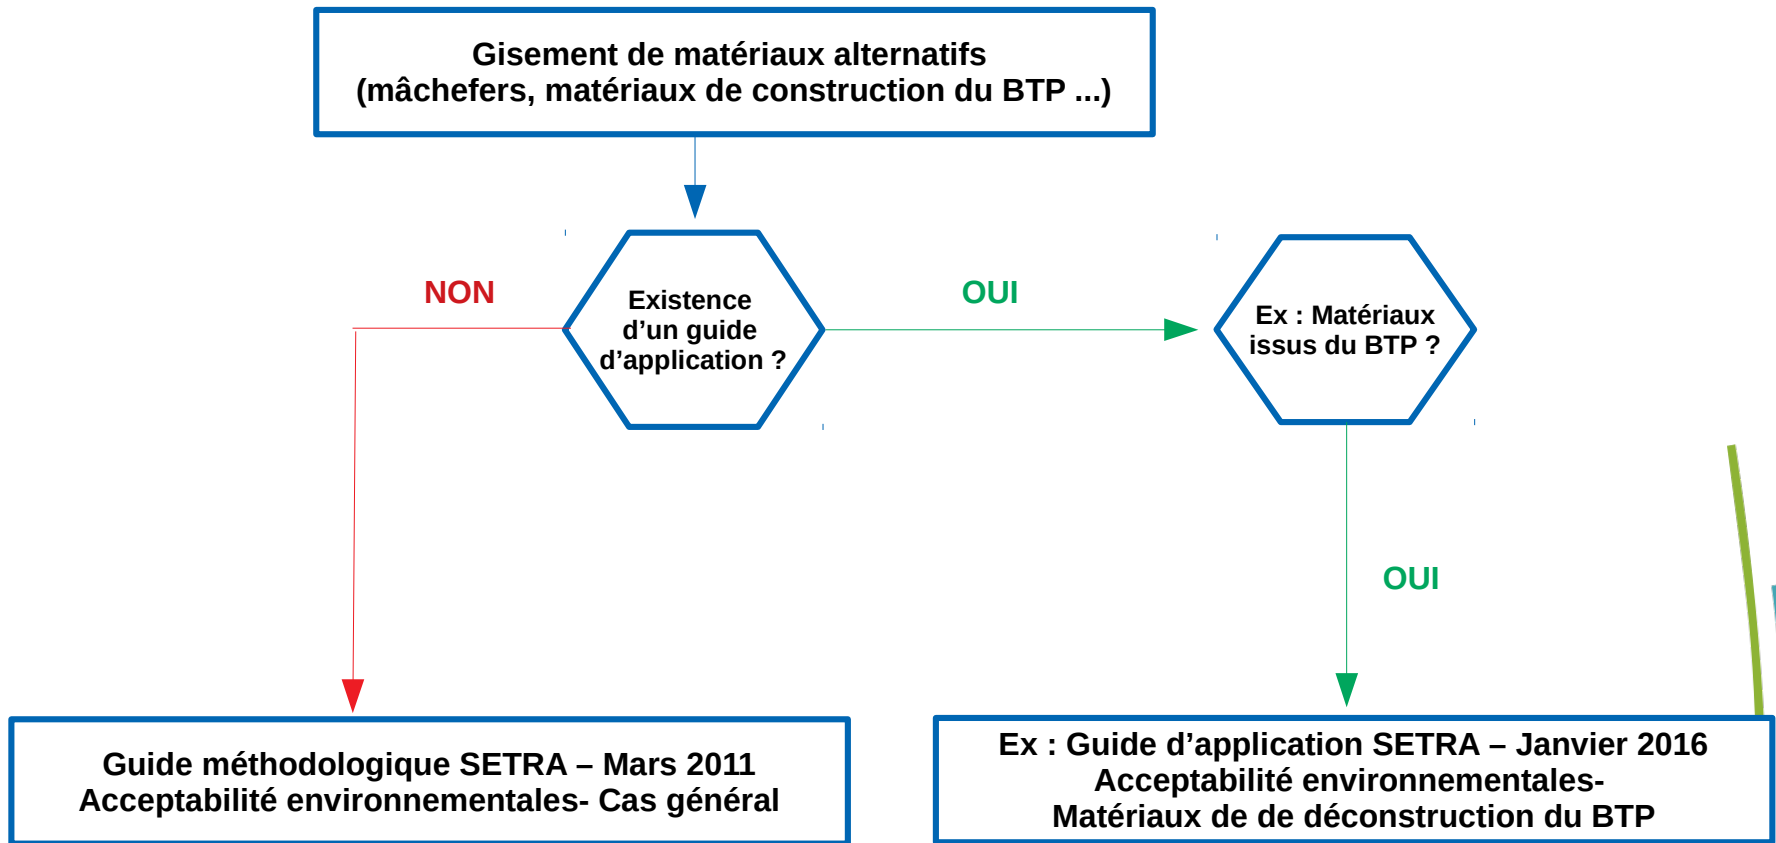 Gisement de matériaux alternatifs
(mâchefers, matériaux de construction du BTP ...)
NON
Existence
d’un guide
d’application ?
OUI
Ex : Matériaux
issus du BTP ?
OUI
Guide méthodologique SETRA – Mars 2011
Acceptabilité environnementales- Cas général
Ex : Guide d’application SETRA – Janvier 2016
Acceptabilité environnementales-
Matériaux de de déconstruction du BTP